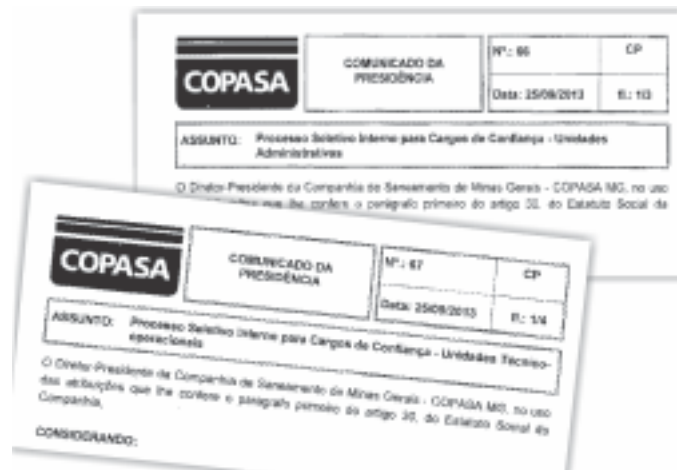 COPASA
COMUNICADO DA
PRESIDÊNCIA
Nº.: 66
CP
Data: 25/09/2013
fl.: 1/3
ASSUNTO: Processo Seletivo Interno para Cargos de Confiança - Unidades
Administrativas
O Diretor-Presidente da Companhia de Saneamento de Minas Gerais - COPASA MG, no uso
que lhe confere o parágrafo primeiro do artigo do Estatuto Social da
COPASA
COMUNICADO DA
PRESIDÊNCIA
Nº.: 67
CP
Data: 25/09/2013
fl.: 1/4
ASSUNTO: Processo Seletivo Interno para Cargos de Confiança - Unidades Técnico-
operacionais
O Diretor-Presidente da Companhia de Saneamento de Minas Gerais - COPASA MG, no uso
das atribuições que lhe confere o parágrafo primeiro do artigo do Estatuto Social da
Companhia,
CONSIDERANDO: